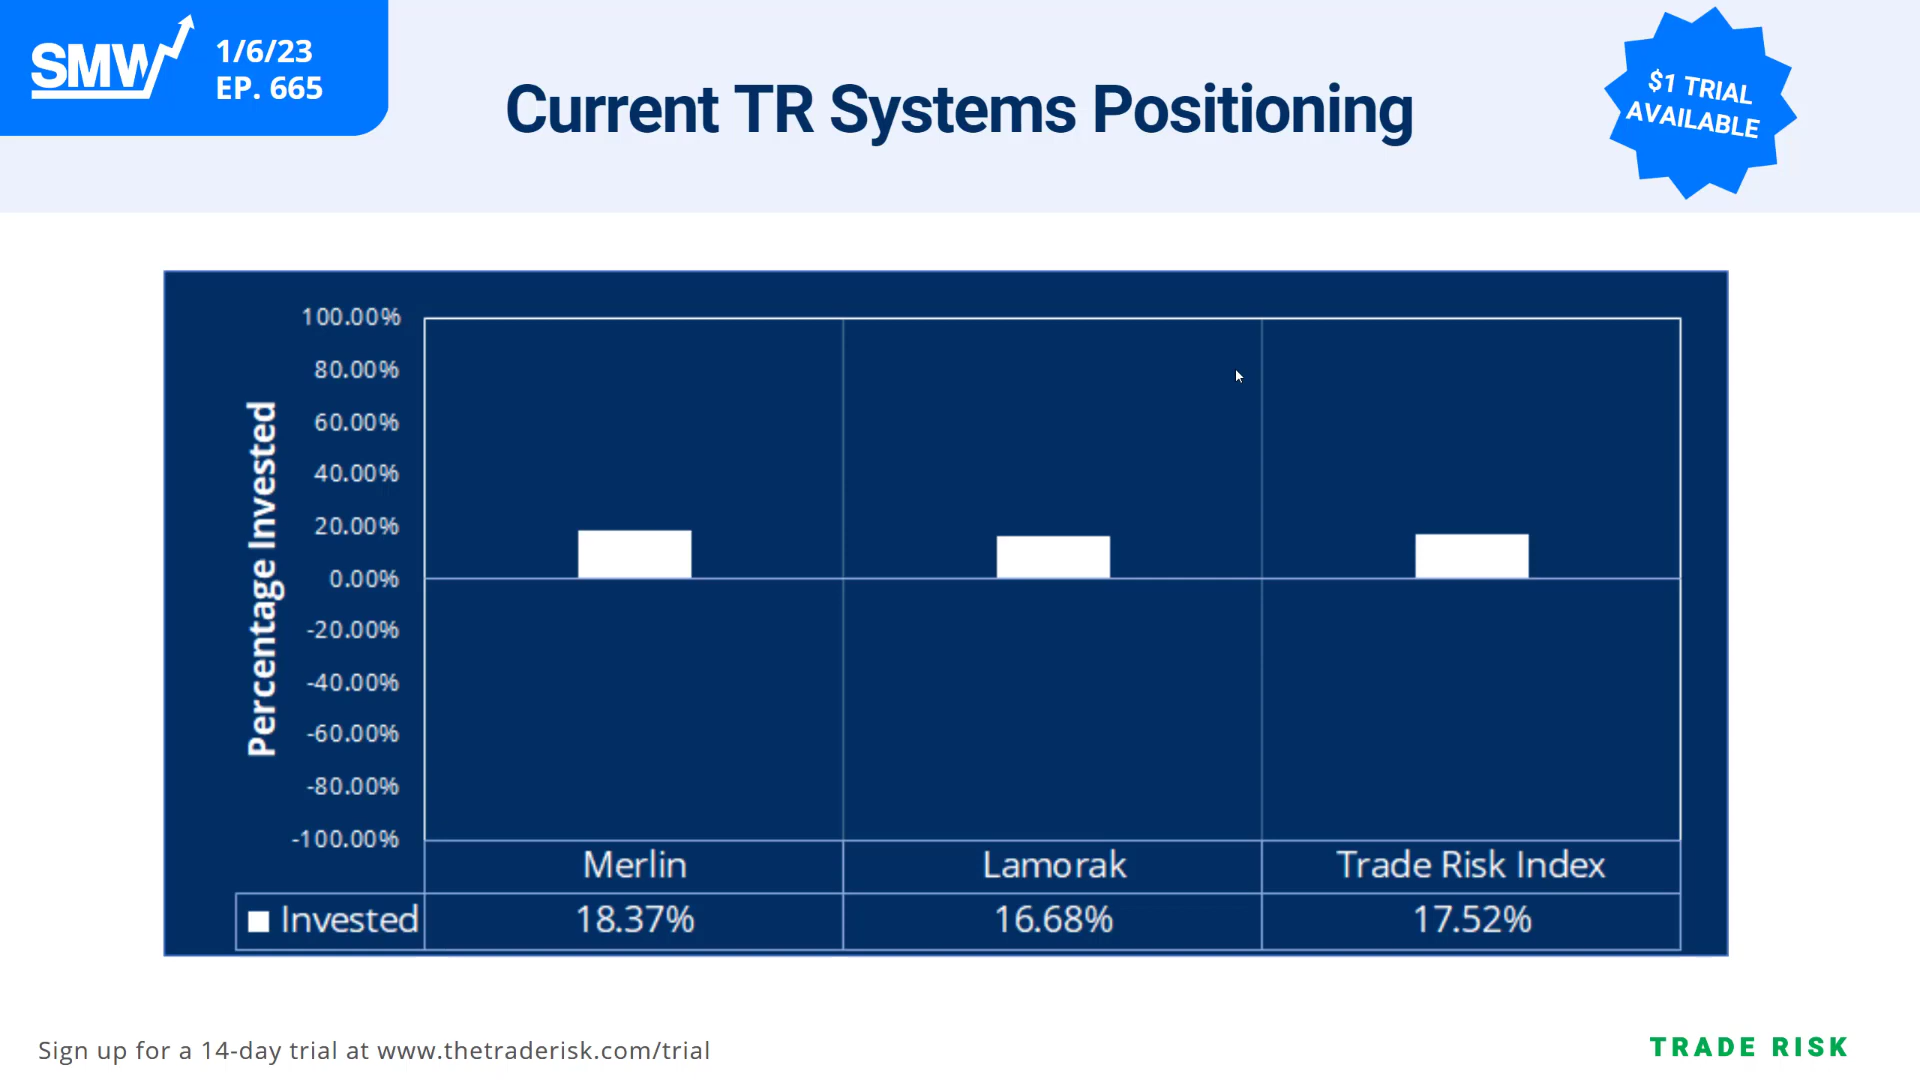 SMW
1/6/23
EP. 665
Current TR Systems Positioning
$1 TRIAL
AVAILABLE
Percentage Invested
100.00%
80.00%
60.00%
40.00%
20.00%
0.00%
-20.00%
-40.00%
-60.00%
-80.00%
-100.00%
Merlin Lamorak Trade Risk Index
Invested 18.37% 16.68% 17.52%
Sign up for a 14-day trial at www.thetraderisk.com/trial
TRADE RISK